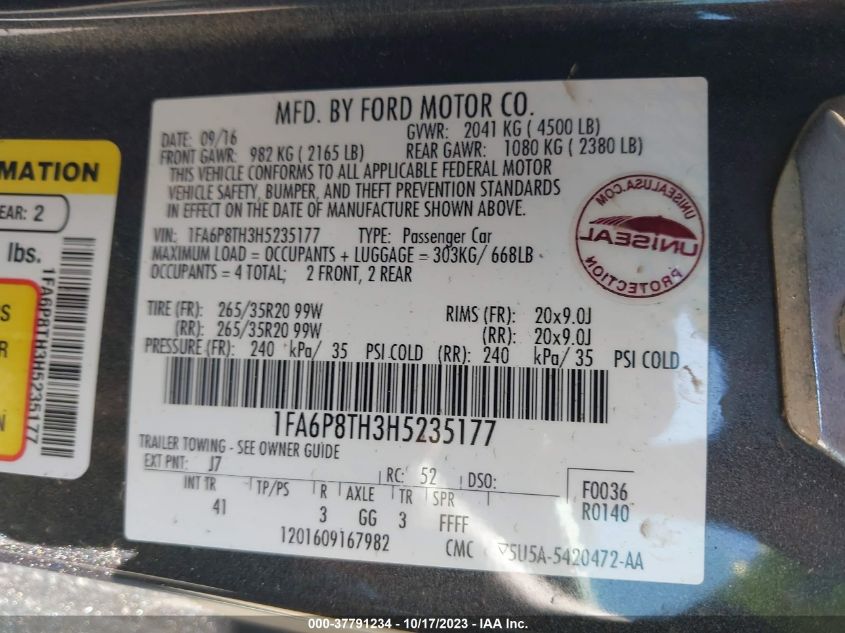 MFD. BY FORD MOTOR CO.
DATE: 09/16 GVWR: 2041 KG ( 4500 LB)
FRONT GAWR: 982 KG ( 2165 LB) REAR GAWR: 1080 KG ( 2380 LB)
THIS VEHICLE CONFORMS TO ALL APPLICABLE FEDERAL MOTOR
VEHICLE SAFETY, BUMPER, AND THEFT PREVENTION STANDARDS
IN EFFECT ON THE DATE OF MANUFACTURE SHOWN ABOVE.
VIN: 1FA6P8TH3H5235177 TYPE: Passenger Car
MAXIMUM LOAD = OCCUPANTS + LUGGAGE = 303KG/ 668LB
OCCUPANTS = 4 TOTAL; 2 FRONT, 2 REAR
UNISEALUSA.COM
UNISEAL
PROTECTION
TIRE (FR): 265/35R20 99W RIMS (FR): 20x9.0J
(RR): 265/35R20 99W (RR): 20x9.0J
PRESSURE (FR): 240 kPa/ 35 PSI COLD (RR): 240 kPa/ 35 PSI COLD
1FA6P8TH3H5235177
TRAILER TOWING - SEE OWNER GUIDE
EXT PNT: J7 RC: 52 DSO:
INT TR TP/PS R AXLE TR SPR
41 3 GG 3 FFFF
F0036
R0140
1201609167982 CMC 5U5A-5420472-AA
RMATION
EAR: 2
lbs.
S
R
N
1FA6P8TH3H5235177
000-37791234 - 10/17/2023 - IAA Inc.